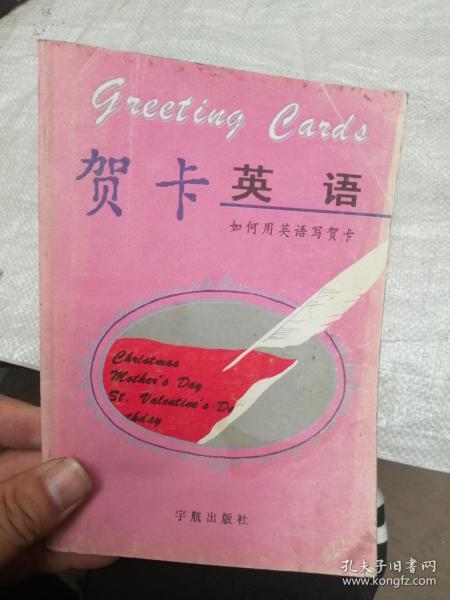 Greeting Cards
贺卡英语
如何用英语写贺卡
Christmas
Mother's Day
St. Valentine's D
thday
宇航出版社
孔夫子旧书网
www.kongfz.com